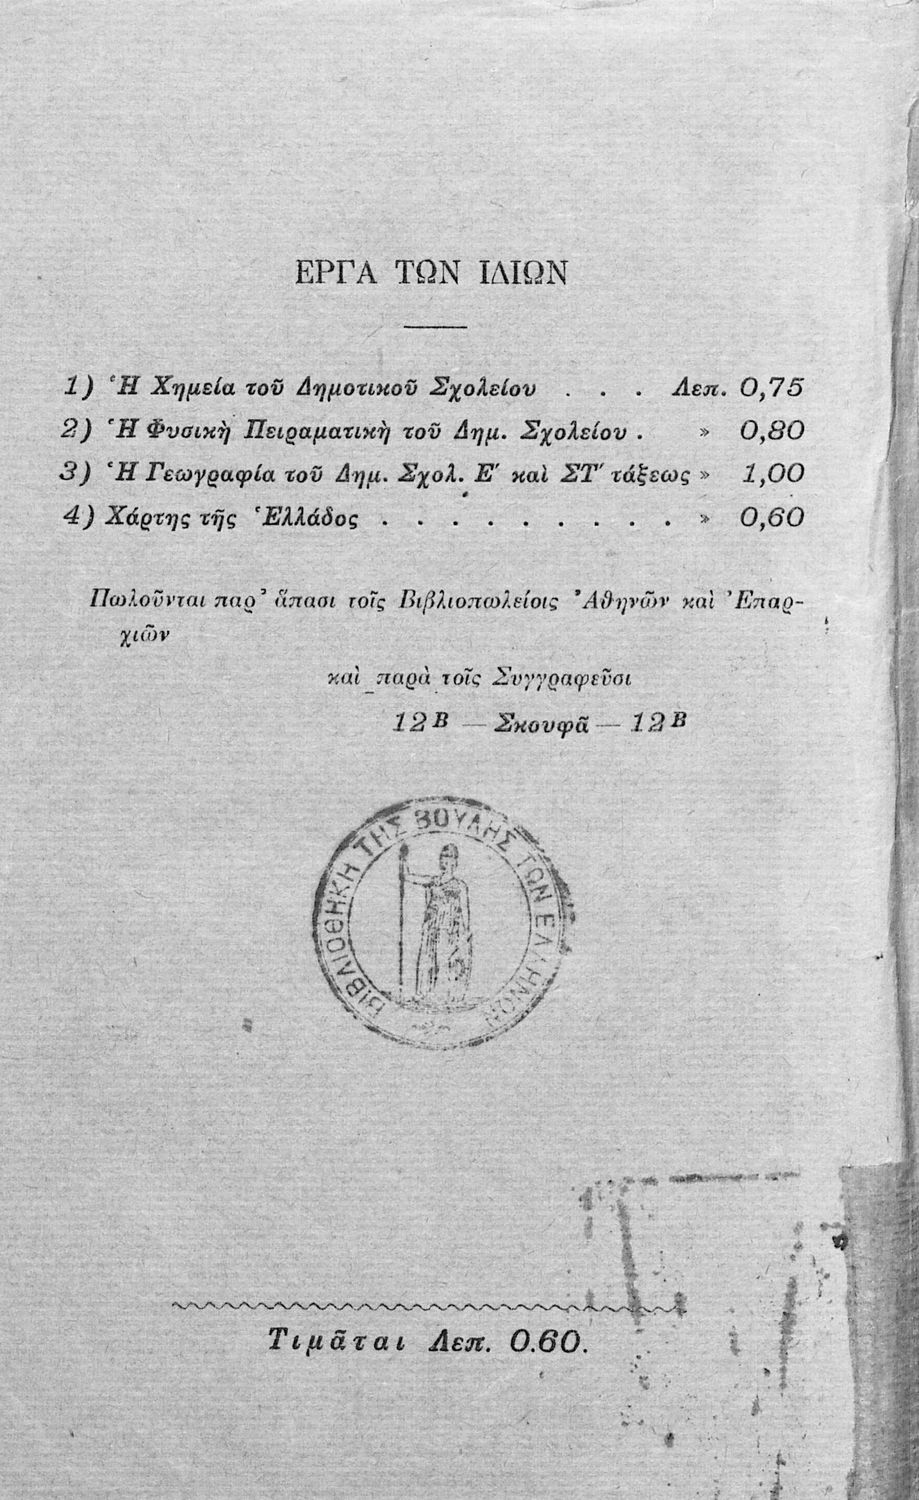 ΕΡΓΑ ΤΩΝ ΙΔΙΩΝ
1) Ἡ Χημεία τοῦ Δημοτικοῦ Σχολείου . . . Λεπ. 0,75
2) Ἡ Φυσικὴ Πειραματικὴ τοῦ Δημ. Σχολείου . » 0,80
3) Ἡ Γεωγραφία τοῦ Δημ. Σχολ. Ε΄ καὶ ΣΤ΄ τάξεως » 1,00
4) Χάρτης τῆς Ἑλλάδος . . . . . . . . . » 0,60
Πωλοῦνται παρ’ ἅπασι τοῖς Βιβλιοπωλείοις Ἀθηνῶν καὶ Ἐπαρ-
χιῶν
καὶ παρὰ τοῖς Συγγραφεῦσι
12Β — Σκουφᾶ — 12Β
ΒΙΒΛΙΟΘΗΚΗ ΤΗΣ ΒΟΥΛΗΣ ΤΩΝ ΕΛΛΗΝΩΝ
Τιμᾶται Λεπ. 0.60.